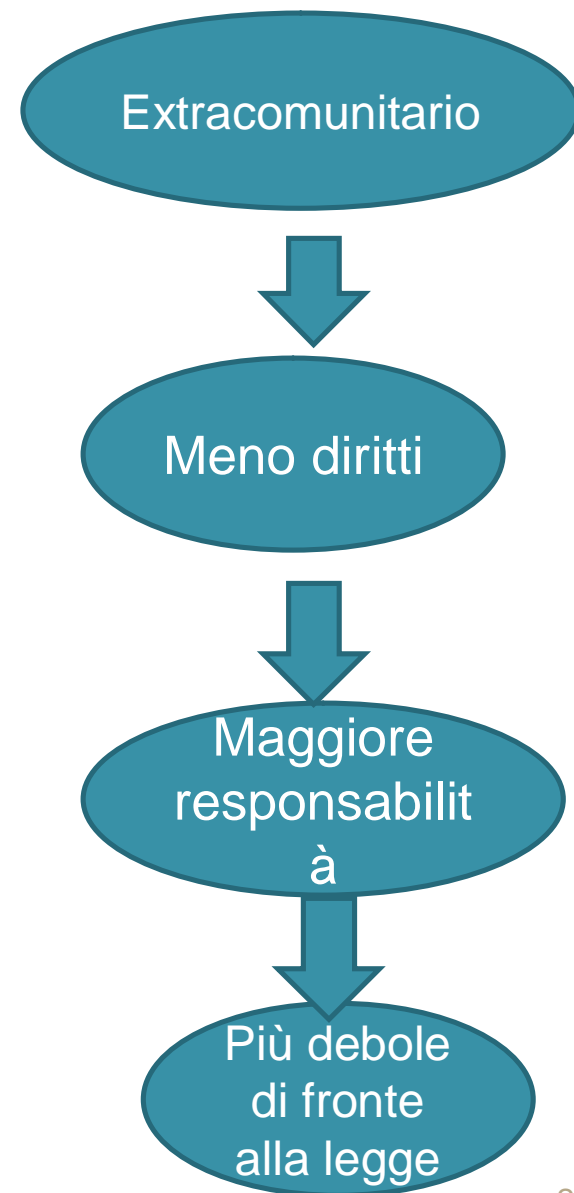 Extracomunitario
Meno diritti
Maggiore
responsabilit
à
Più debole
di fronte
alla legge